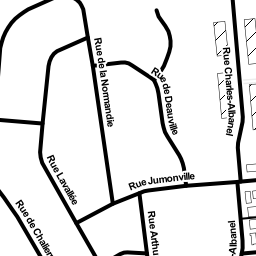 Rue de la Normandie
Rue de Deauville
Rue Charles-Albanel
Rue Lavallée
Rue Jumonville
Rue de Challer
Rue Arthu
-Albanel